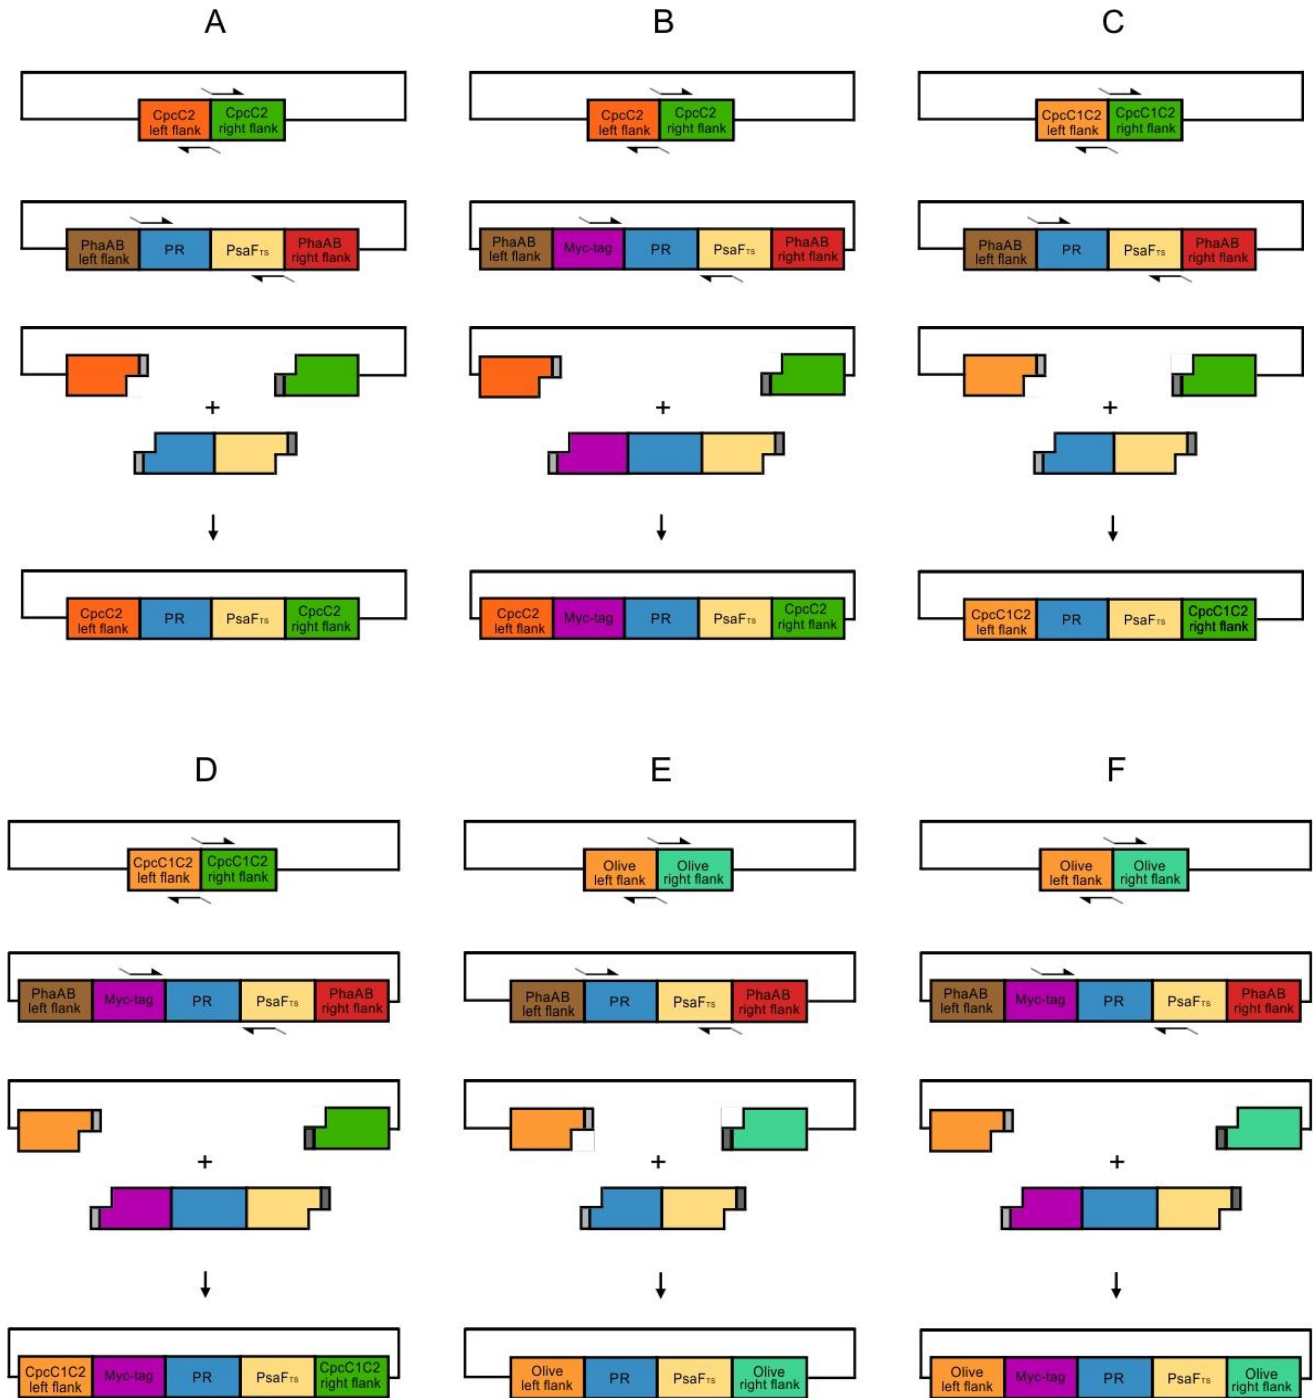 A
B
C
CpcC2
left flank
CpcC2
right flank
CpcC2
left flank
CpcC2
right flank
CpcC1C2
left flank
CpcC1C2
right flank
PhaAB
left flank
PR
PsaFTS
PhaAB
right flank
PhaAB
left flank
Myc-tag
PR
PsaFTS
PhaAB
right flank
PhaAB
left flank
PR
PsaFTS
PhaAB
right flank
+
+
+
CpcC2
left flank
PR
PsaFTS
CpcC2
right flank
CpcC2
left flank
Myc-tag
PR
PsaFTS
CpcC2
right flank
CpcC1C2
left flank
PR
PsaFTS
CpcC1C2
right flank
D
E
F
CpcC1C2
left flank
CpcC1C2
right flank
Olive
left flank
Olive
right flank
Olive
left flank
Olive
right flank
PhaAB
left flank
Myc-tag
PR
PsaFTS
PhaAB
right flank
PhaAB
left flank
PR
PsaFTS
PhaAB
right flank
PhaAB
left flank
Myc-tag
PR
PsaFTS
PhaAB
right flank
+
+
+
CpcC1C2
left flank
Myc-tag
PR
PsaFTS
CpcC1C2
right flank
Olive
left flank
PR
PsaFTS
Olive
right flank
Olive
left flank
Myc-tag
PR
PsaFTS
Olive
right flank